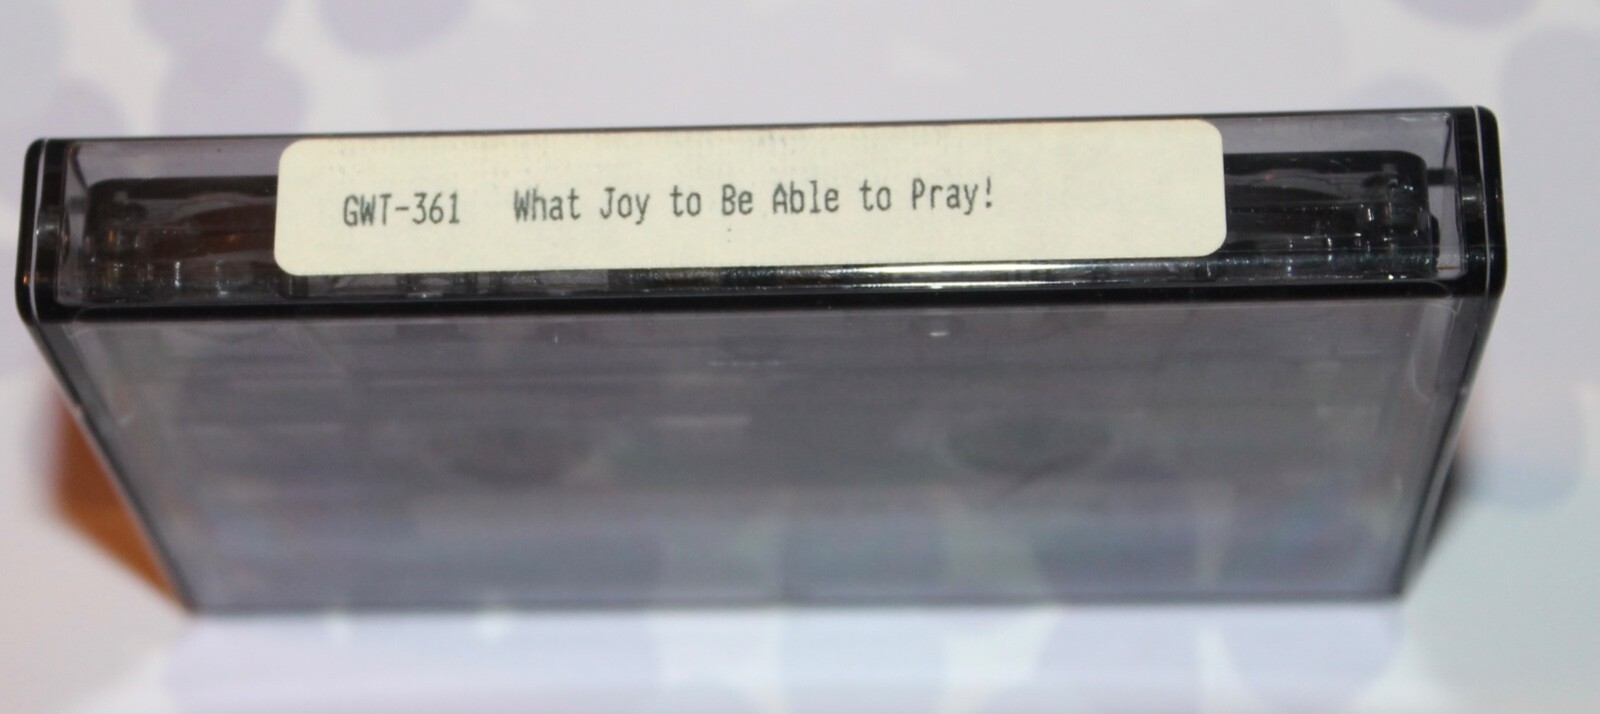 GWT-361 What Joy to Be Able to Pray!